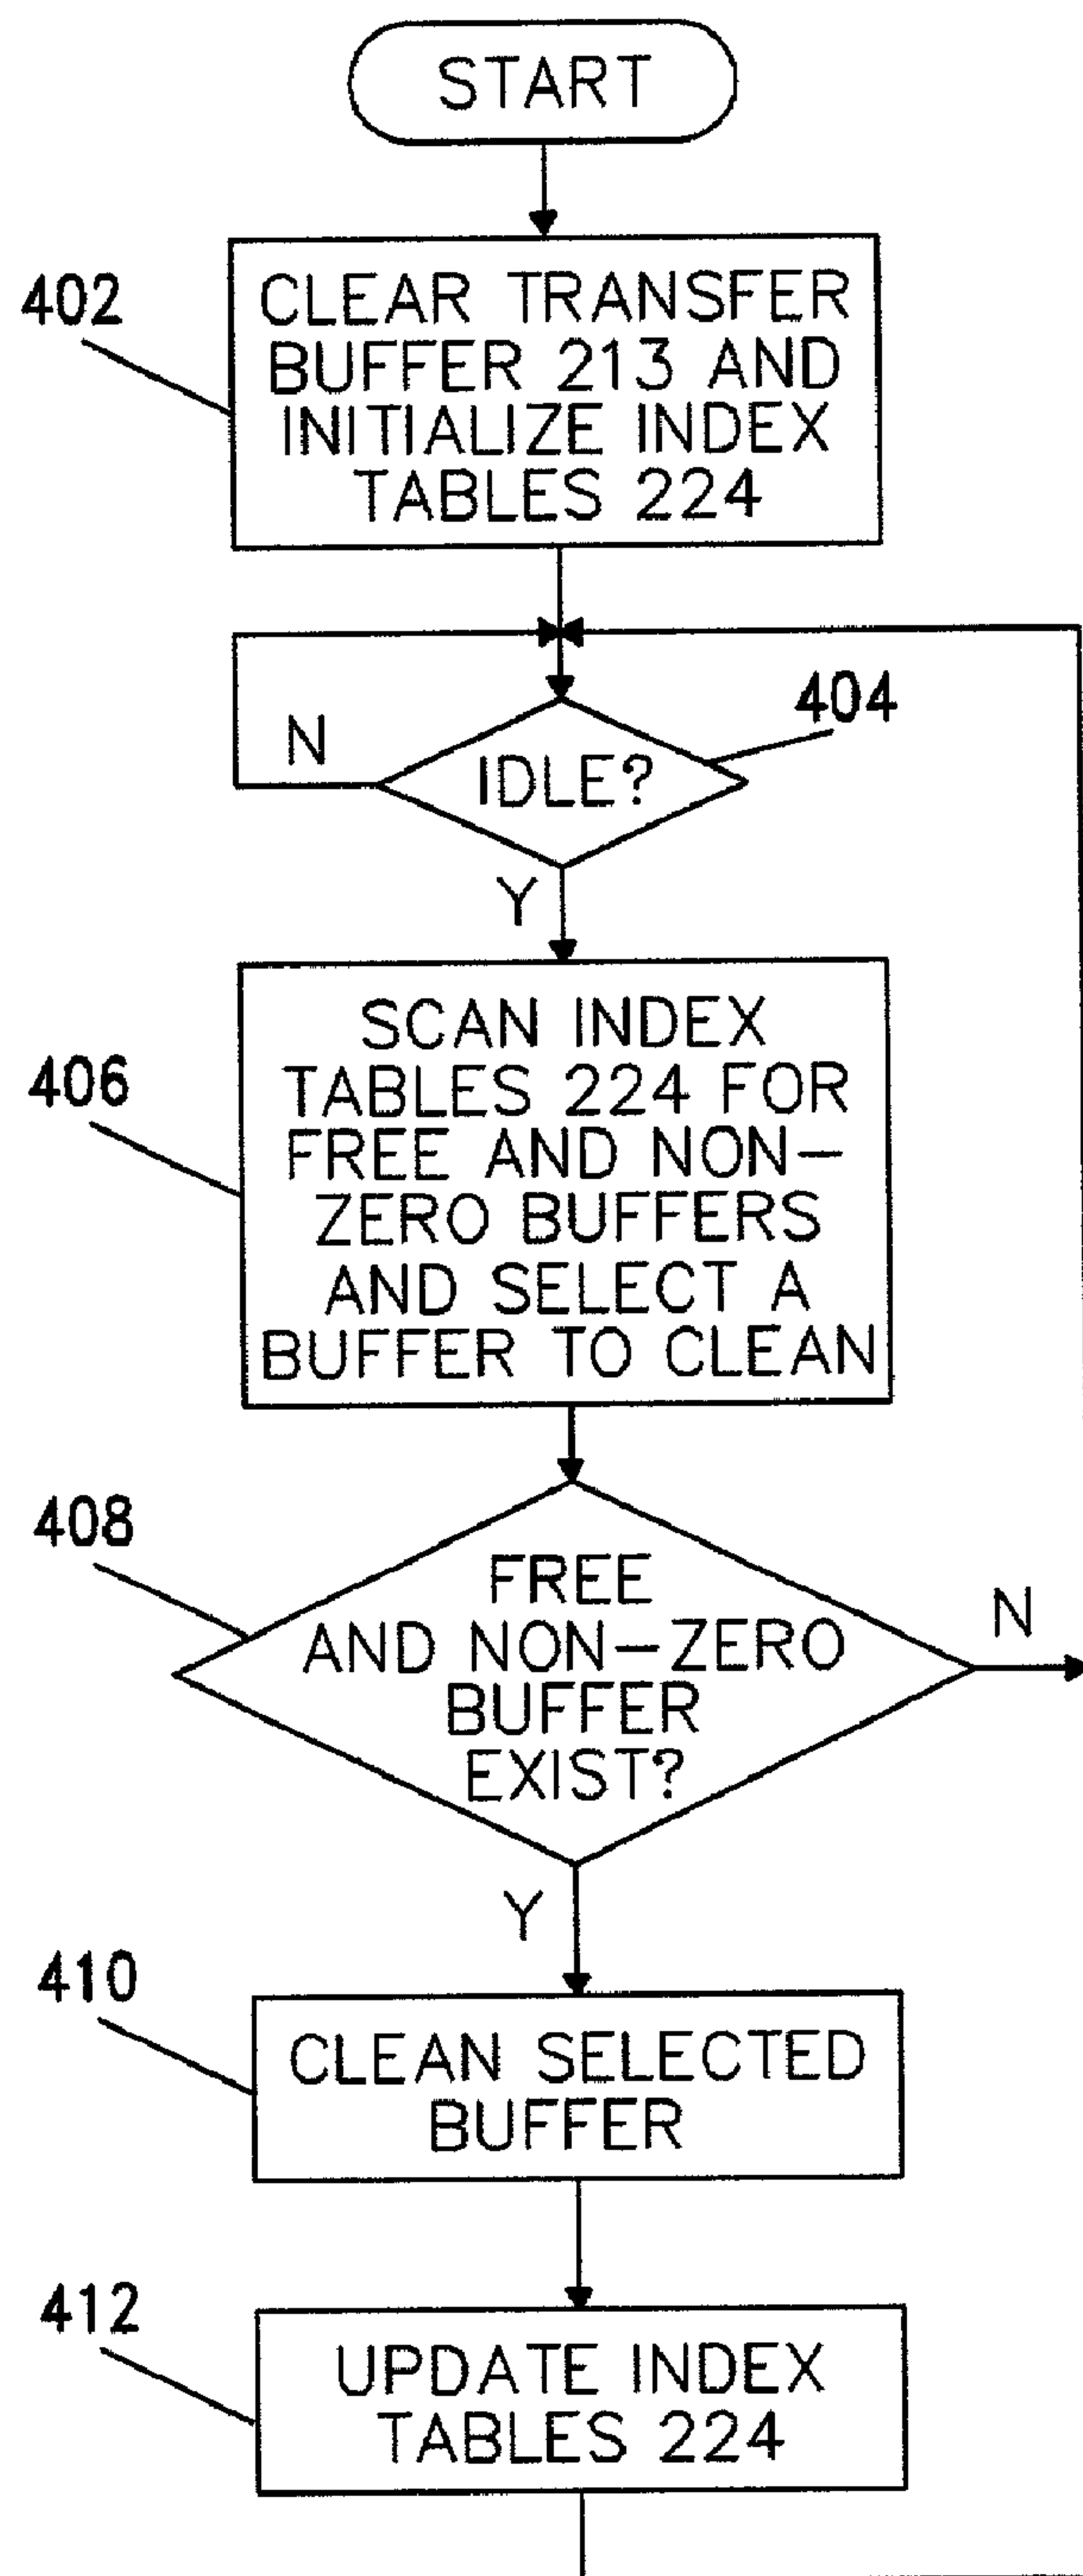 START
402
CLEAR TRANSFER
BUFFER 213 AND
INITIALIZE INDEX
TABLES 224
404
N
IDLE?
Y
406
SCAN INDEX
TABLES 224 FOR
FREE AND NON-
ZERO BUFFERS
AND SELECT A
BUFFER TO CLEAN
408
FREE
AND NON-ZERO
BUFFER
EXIST?
N
Y
410
CLEAN SELECTED
BUFFER
412
UPDATE INDEX
TABLES 224